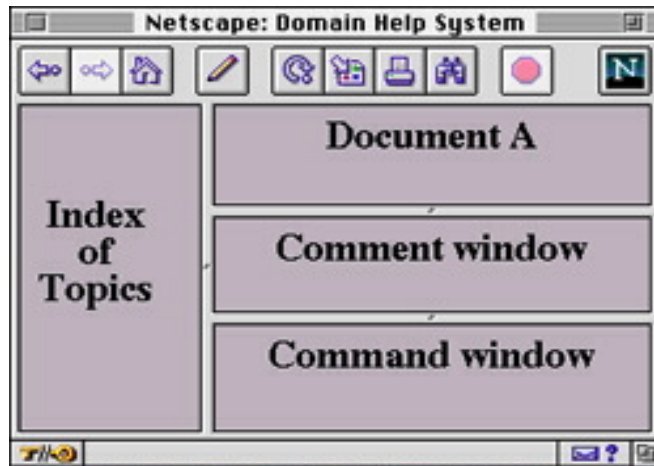 Netscape: Domain Help System
N
Index
of
Topics
Document A
Comment window
Command window
?